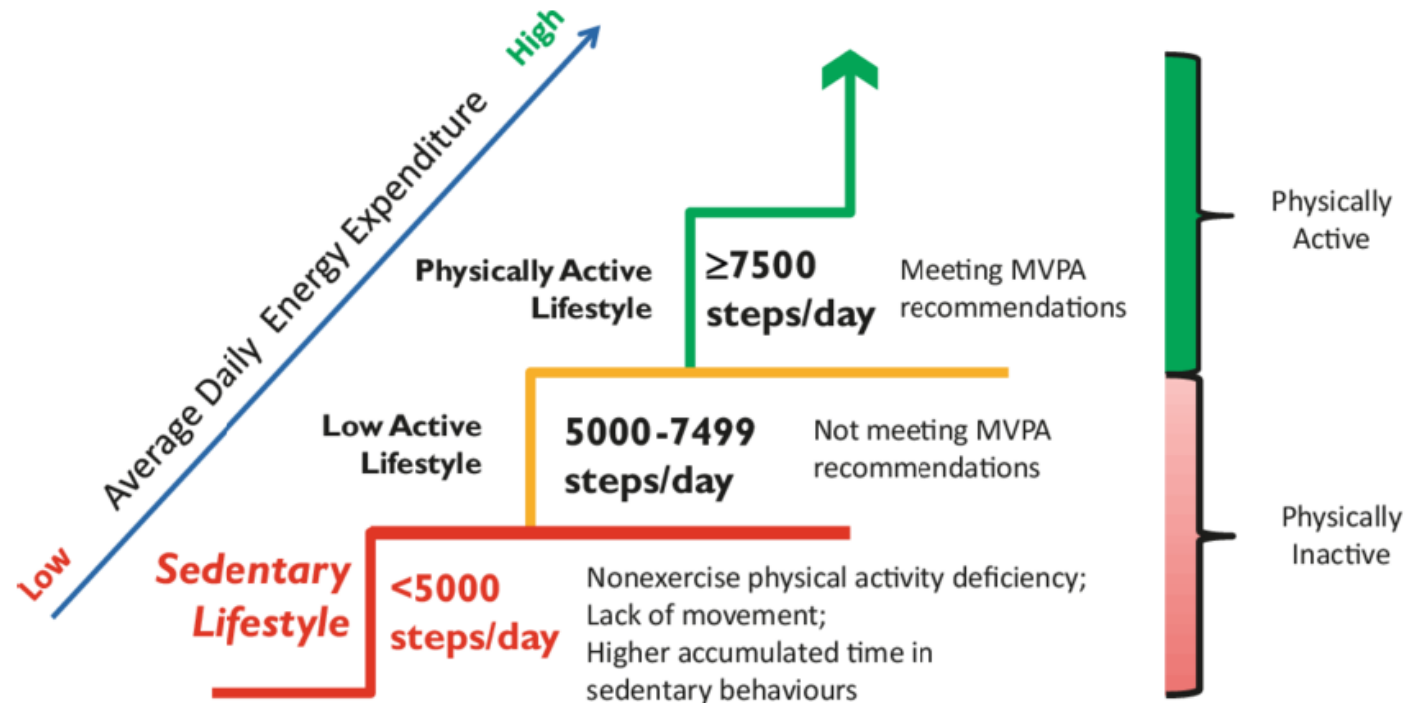 High
Average Daily Energy Expenditure
Low
Physically Active
Lifestyle
≥7500
steps/day
Meeting MVPA
recommendations
Low Active
Lifestyle
5000-7499
steps/day
Not meeting MVPA
recommendations
Sedentary
Lifestyle
<5000
steps/day
Nonexercise physical activity deficiency;
Lack of movement;
Higher accumulated time in
sedentary behaviours
Physically
Active
Physically
Inactive